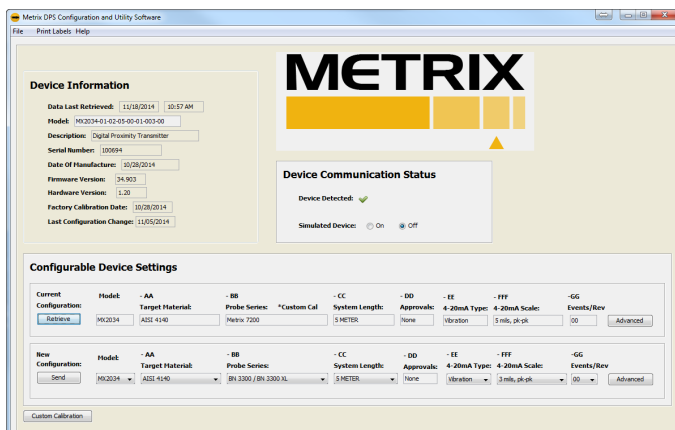 Metrix DPS Configuration and Utility Software
File Print Labels Help
METRIX
Device Information
Data Last Retrieved: 11/18/2014 10:57 AM
Model: MX2034-01-02-05-00-01-003-00
Description: Digital Proximity Transmitter
Serial Number: 100694
Date Of Manufacture: 10/28/2014
Firmware Version: 34.903
Hardware Version: 1.20
Factory Calibration Date: 10/28/2014
Last Configuration Change: 11/05/2014
Device Communication Status
Device Detected:
Simulated Device: On Off
Configurable Device Settings
Current Configuration: Model: - AA Target Material: - BB Probe Series: *Custom Cal - CC System Length: - DD Approvals: - EE 4-20mA Type: - FFF 4-20mA Scale: -GG Events/Rev
Retrieve MX2034 AISI 4140 Metrix 7200 5 METER None Vibration 5 mils, pk-pk 00 Advanced
New Configuration: Model: - AA Target Material: - BB Probe Series: - CC System Length: - DD Approvals: - EE 4-20mA Type: - FFF 4-20mA Scale: -GG Events/Rev
Send MX2034 AISI 4140 BN 3300 / BN 3300 XL 5 METER None Vibration 3 mils, pk-pk 00 Advanced
Custom Calibration